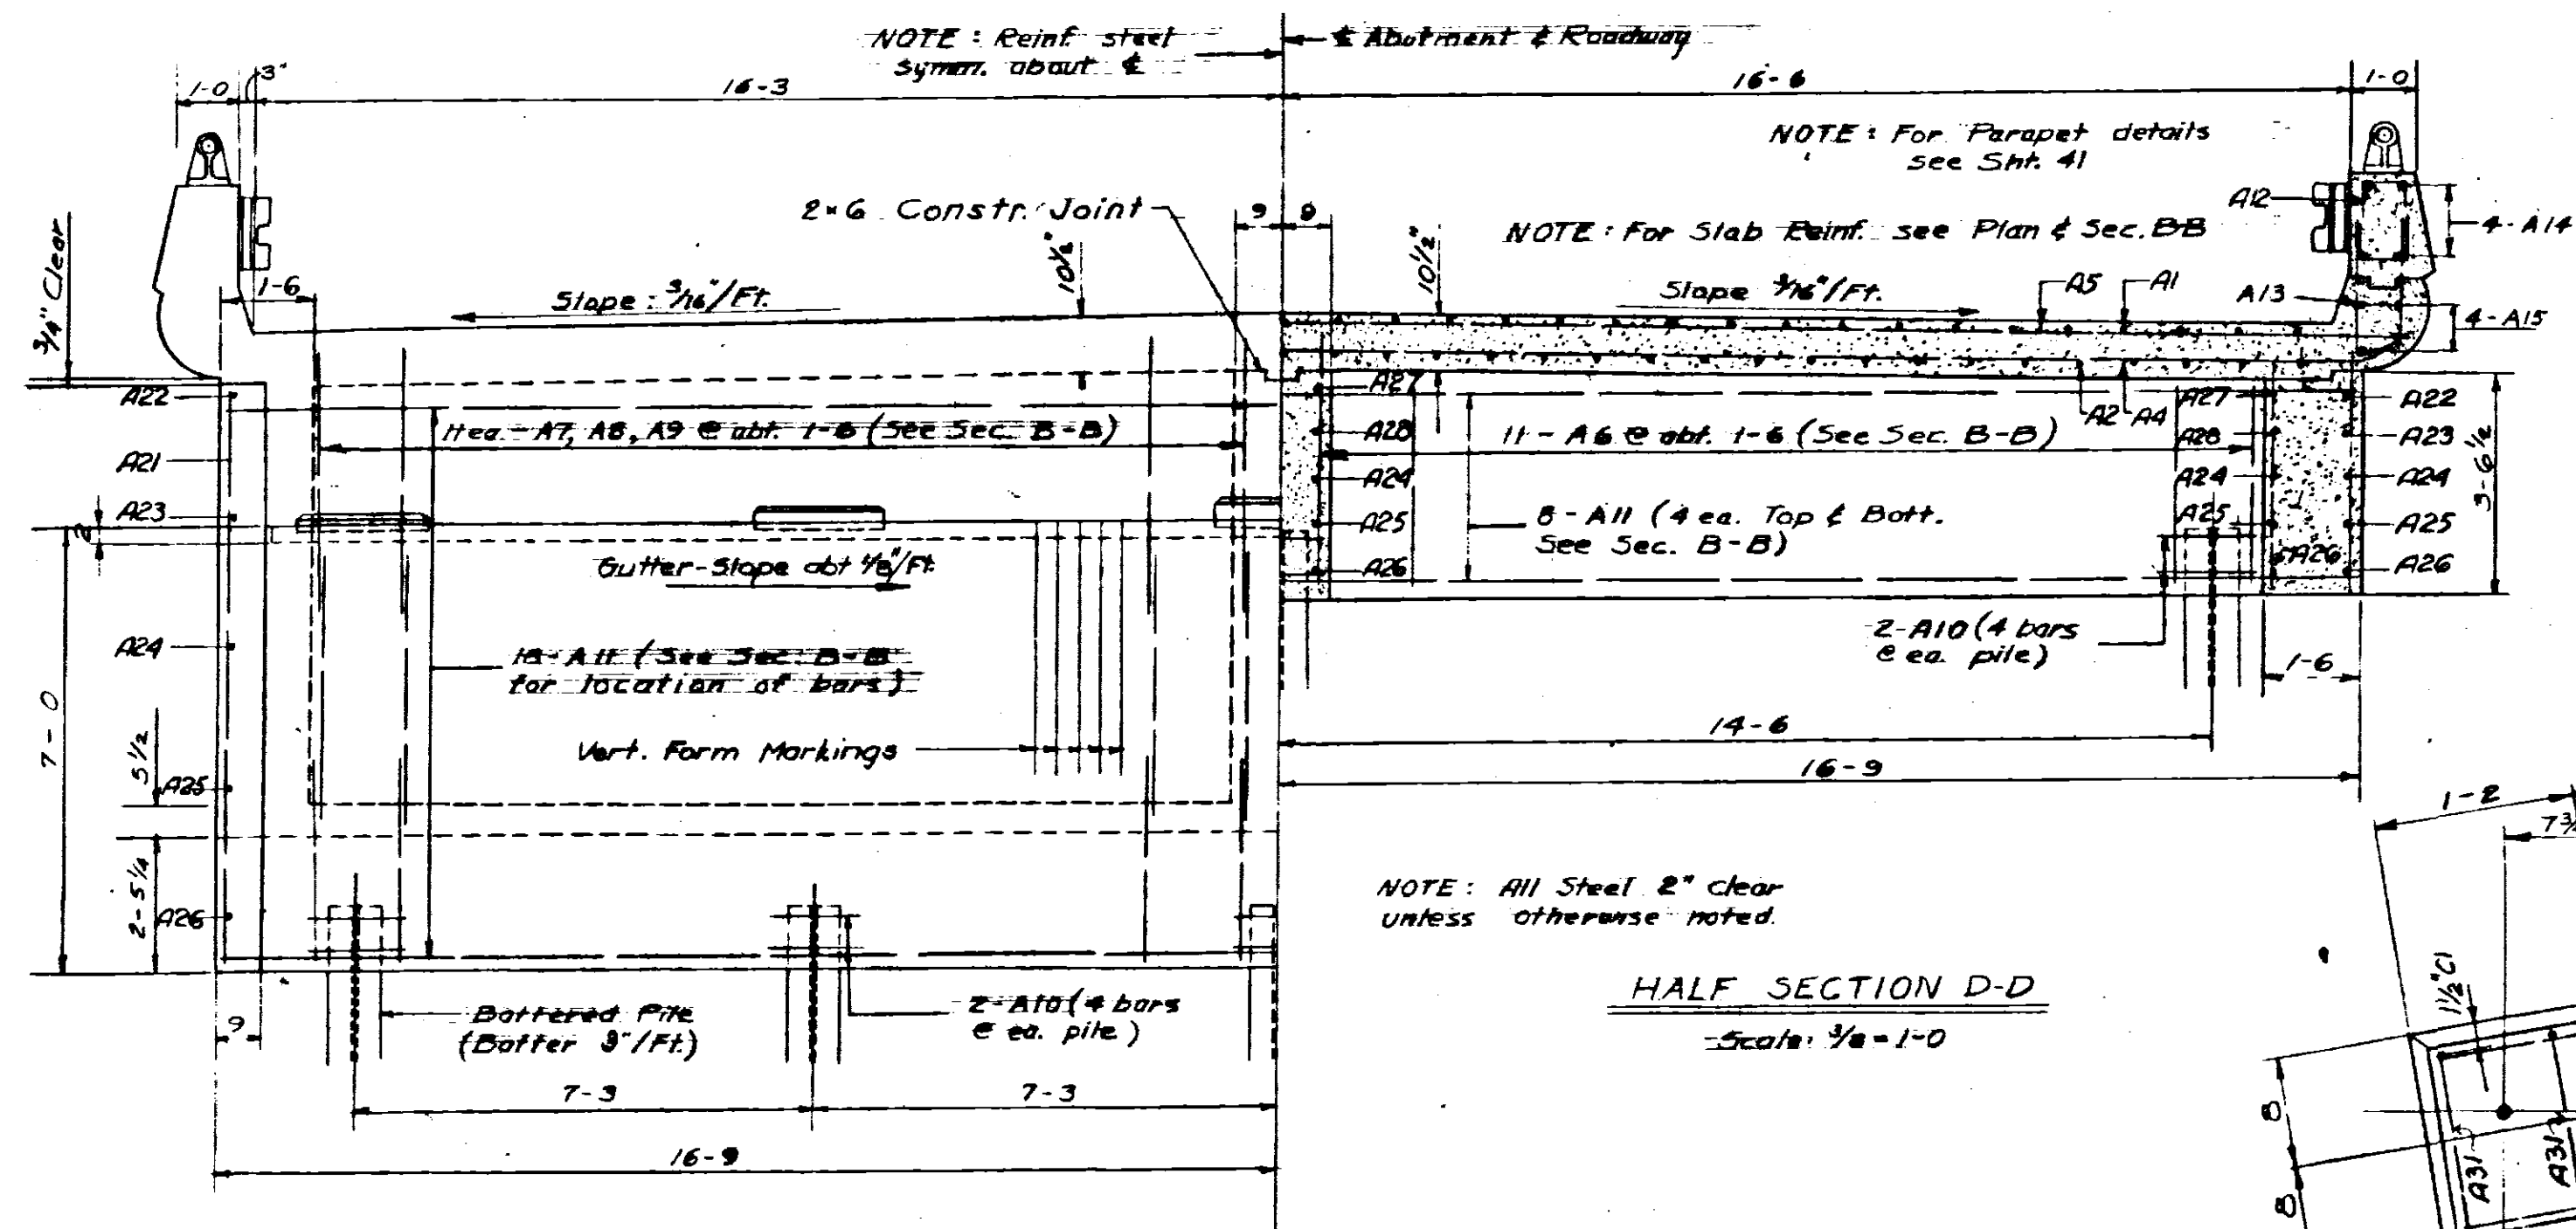 NOTE : Reinf. steel
symm. about ℄
℄ Abutment & Roadway
1-0
3"
16-3
16-6
1-0
NOTE : For Parapet details
see Sht. 41
2×6 Constr. Joint
9
9
10½"
10½"
NOTE : For Slab Reinf. see Plan & Sec. B-B
A12
4-A14
¾" Clear
1-6
Slope : 3/16"/Ft.
Slope 3/16"/Ft.
A5
A1
A13
4-A15
A22
A21
A23
2
A24
A25
A26
11 ea. - A7, A8, A9 @ abt. 1-6 (See Sec. B-B)
A27
A28
A24
A25
A26
11 - A6 @ abt. 1-6 (See Sec. B-B)
A2
A4
A27
A28
A24
A25
A26
A22
A23
A24
A25
A26
3-6½
8-A11 (4 ea. Top & Bott.
See Sec. B-B)
Gutter-Slope abt ⅛"/Ft.
18-A11 (See Sec. B-B
for location of bars)
Vert. Form Markings
2-A10 (4 bars
@ ea. pile)
1-6
14-6
16-9
7-0
5½
2-5¼
9
Battered Pile
(Batter 3"/Ft.)
2-A10 (4 bars
@ ea. pile)
7-3
7-3
16-9
NOTE : All Steel 2" clear
unless otherwise noted.
HALF SECTION D-D
Scale: ⅜=1-0
1-2
1½"Cl
B
B
A31
A31